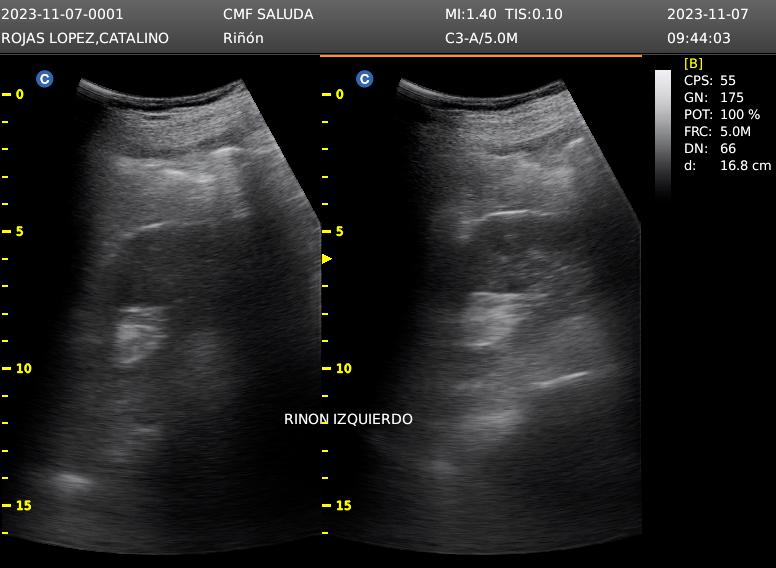 2023-11-07-0001 CMF SALUDA MI:1.40 TIS:0.10 2023-11-07
ROJAS LOPEZ,CATALINO Riñón C3-A/5.0M 09:44:03
C C
[B]
CPS: 55
GN: 175
POT: 100 %
FRC: 5.0M
DN: 66
d: 16.8 cm
0 0
5 5
10 10
RINON IZQUIERDO
15 15